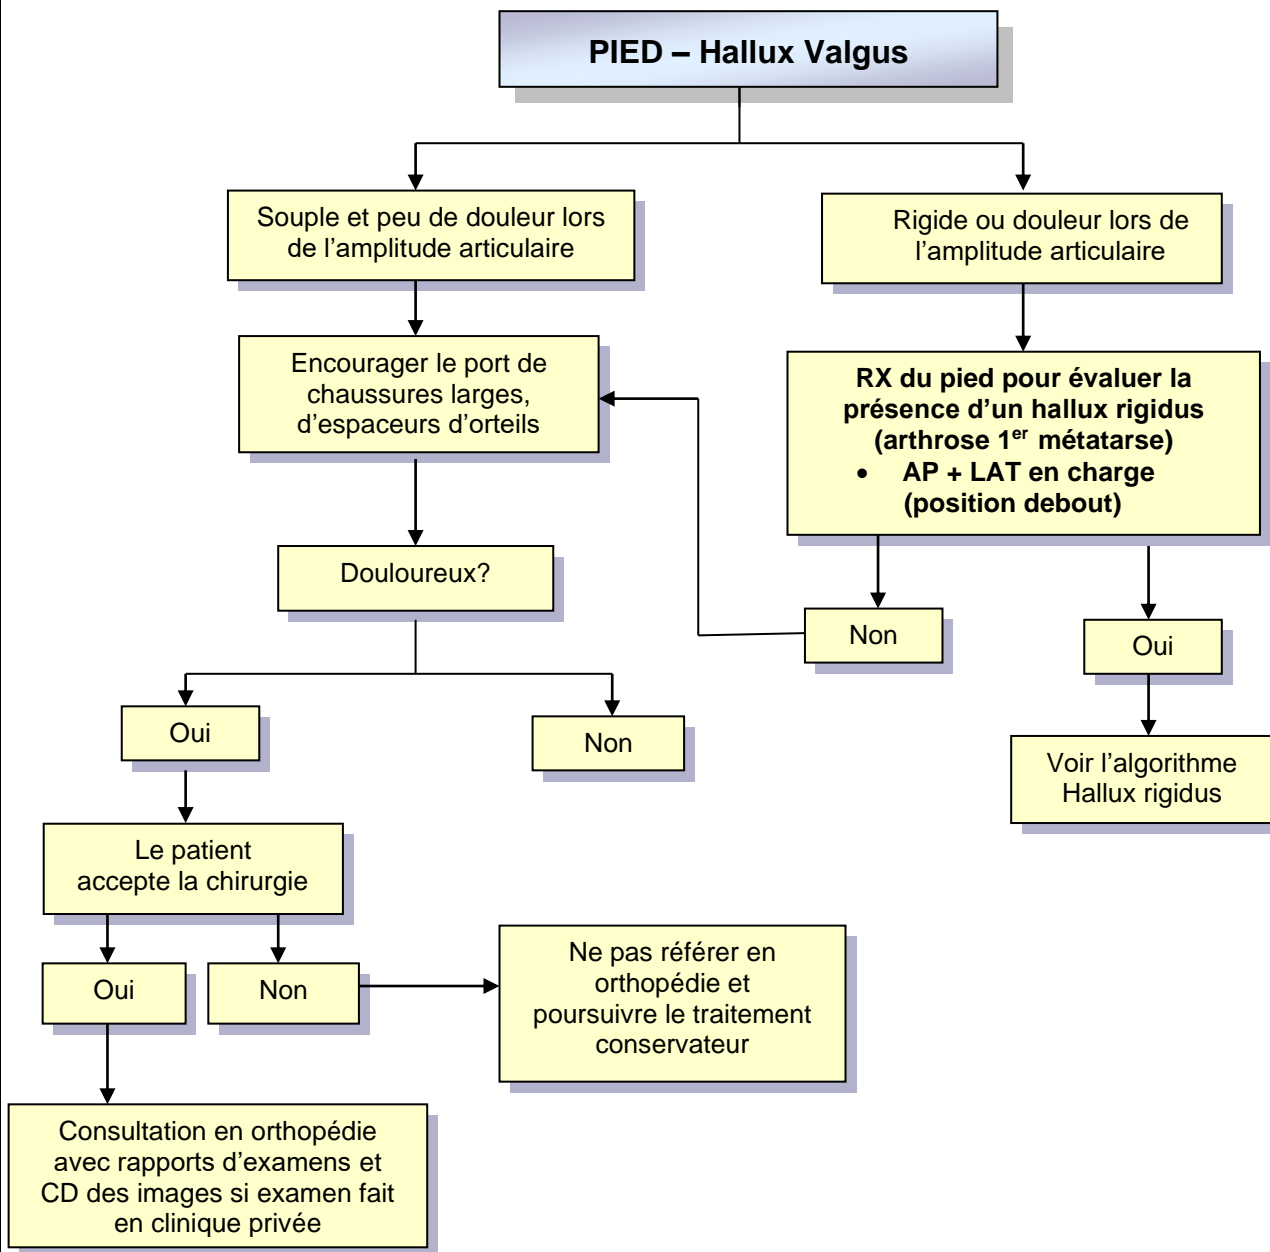 PIED – Hallux Valgus
Souple et peu de douleur lors
de l’amplitude articulaire
Rigide ou douleur lors de
l’amplitude articulaire
Encourager le port de
chaussures larges,
d’espaceurs d’orteils
RX du pied pour évaluer la
présence d’un hallux rigidus
(arthrose 1er métatarse)
• AP + LAT en charge
(position debout)
Douloureux?
Non
Oui
Oui
Non
Voir l’algorithme
Hallux rigidus
Le patient
accepte la chirurgie
Oui
Non
Ne pas référer en
orthopédie et
poursuivre le traitement
conservateur
Consultation en orthopédie
avec rapports d’examens et
CD des images si examen fait
en clinique privée